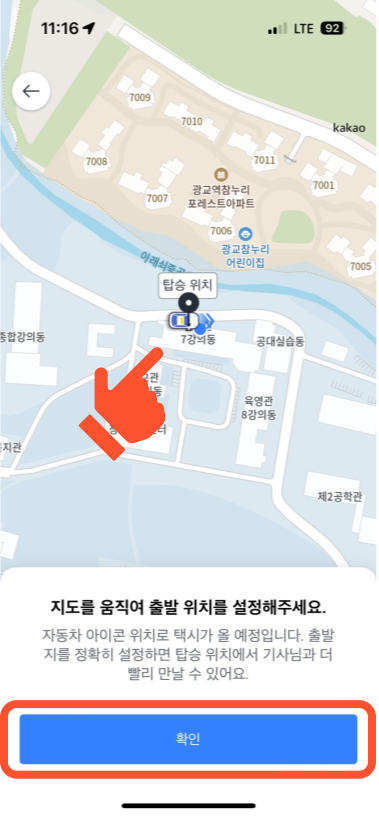 11:16
LTE 92
7009
kakao
7010
7008
7011
광교역참누리
포레스트아파트
7001
7007
7006
광교참누리
어린이집
7005
탑승 위치
종합강의동
7강의동
공대실습동
육영관
8강의동
지관
제2공학관
지도를 움직여 출발 위치를 설정해주세요.
자동차 아이콘 위치로 택시가 올 예정입니다. 출발
지를 정확히 설정하면 탑승 위치에서 기사님과 더
빨리 만날 수 있어요.
확인